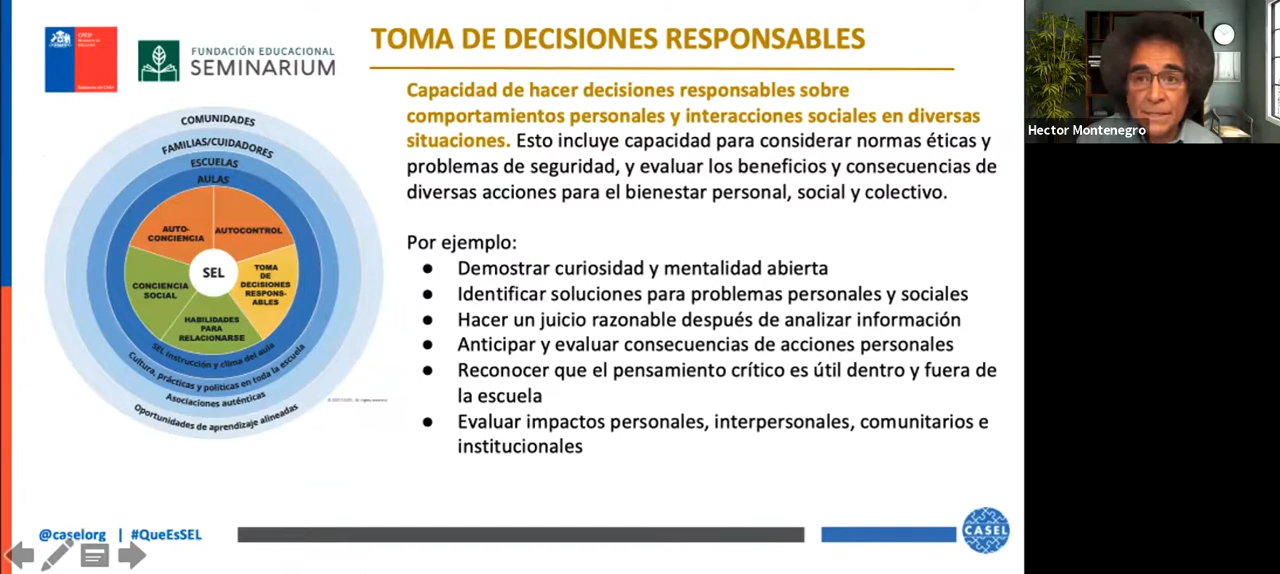 CPEIP
FUNDACIÓN EDUCACIONAL
SEMINARIUM
TOMA DE DECISIONES RESPONSABLES
Capacidad de hacer decisiones responsables sobre
comportamientos personales y interacciones sociales en diversas
situaciones. Esto incluye capacidad para considerar normas éticas y
problemas de seguridad, y evaluar los beneficios y consecuencias de
diversas acciones para el bienestar personal, social y colectivo.
Por ejemplo:
● Demostrar curiosidad y mentalidad abierta
● Identificar soluciones para problemas personales y sociales
● Hacer un juicio razonable después de analizar información
● Anticipar y evaluar consecuencias de acciones personales
● Reconocer que el pensamiento crítico es útil dentro y fuera de
la escuela
● Evaluar impactos personales, interpersonales, comunitarios e
institucionales
COMUNIDADES
FAMILIAS/CUIDADORES
ESCUELAS
AULAS
AUTO-
CONCIENCIA
AUTOCONTROL
SEL
TOMA
DE
DECISIONES
RESPONS-
ABLES
CONCIENCIA
SOCIAL
HABILIDADES
PARA
RELACIONARSE
SEL instrucción y clima del aula
Cultura, prácticas y políticas en toda la escuela
Asociaciones auténticas
Oportunidades de aprendizaje alineadas
@caselorg | #QueEsSEL
CASEL
Hector Montenegro